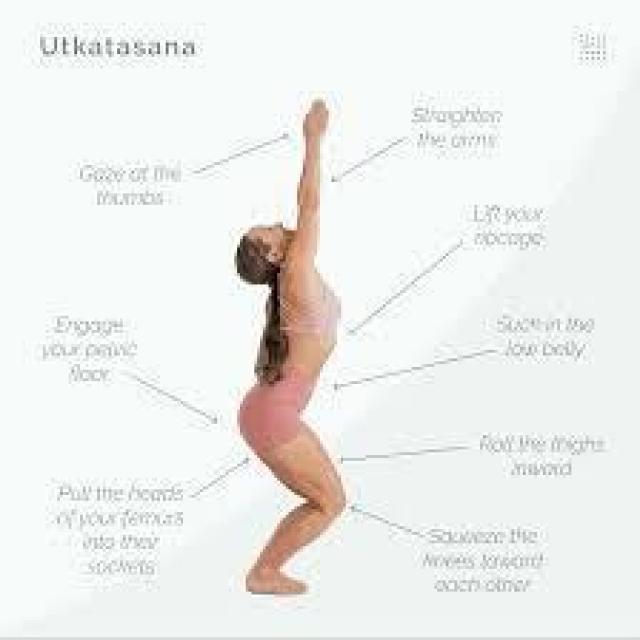 Utkatasana
Straighten
the arms
Gaze at the
thumbs
Lift your
ribcage
Engage
your pelvic
floor
Suck in the
low belly
Roll the thighs
inward
Pull the heads
of your femurs
into their
sockets
Squeeze the
knees toward
each other